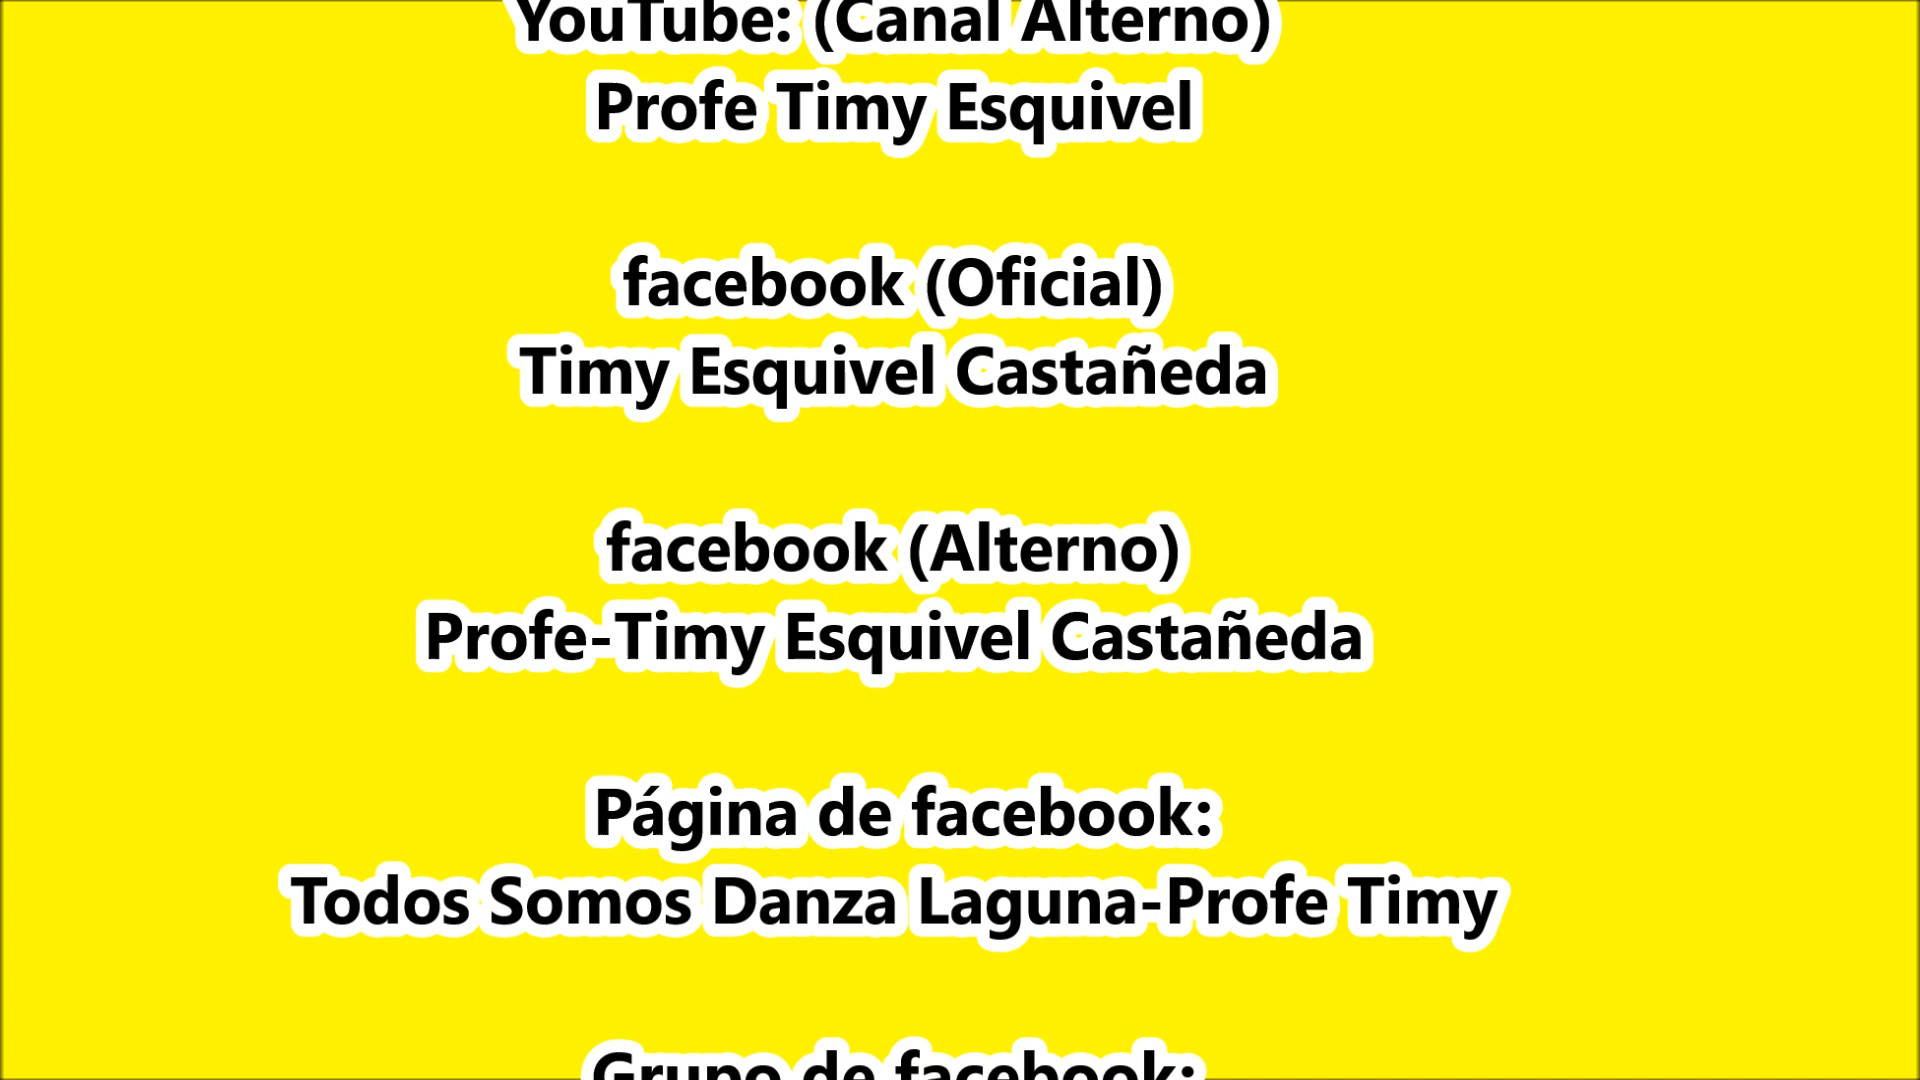 YouTube: (Canal Alterno)
Profe Timy Esquivel
facebook (Oficial)
Timy Esquivel Castañeda
facebook (Alterno)
Profe-Timy Esquivel Castañeda
Página de facebook:
Todos Somos Danza Laguna-Profe Timy
Grupo de facebook: